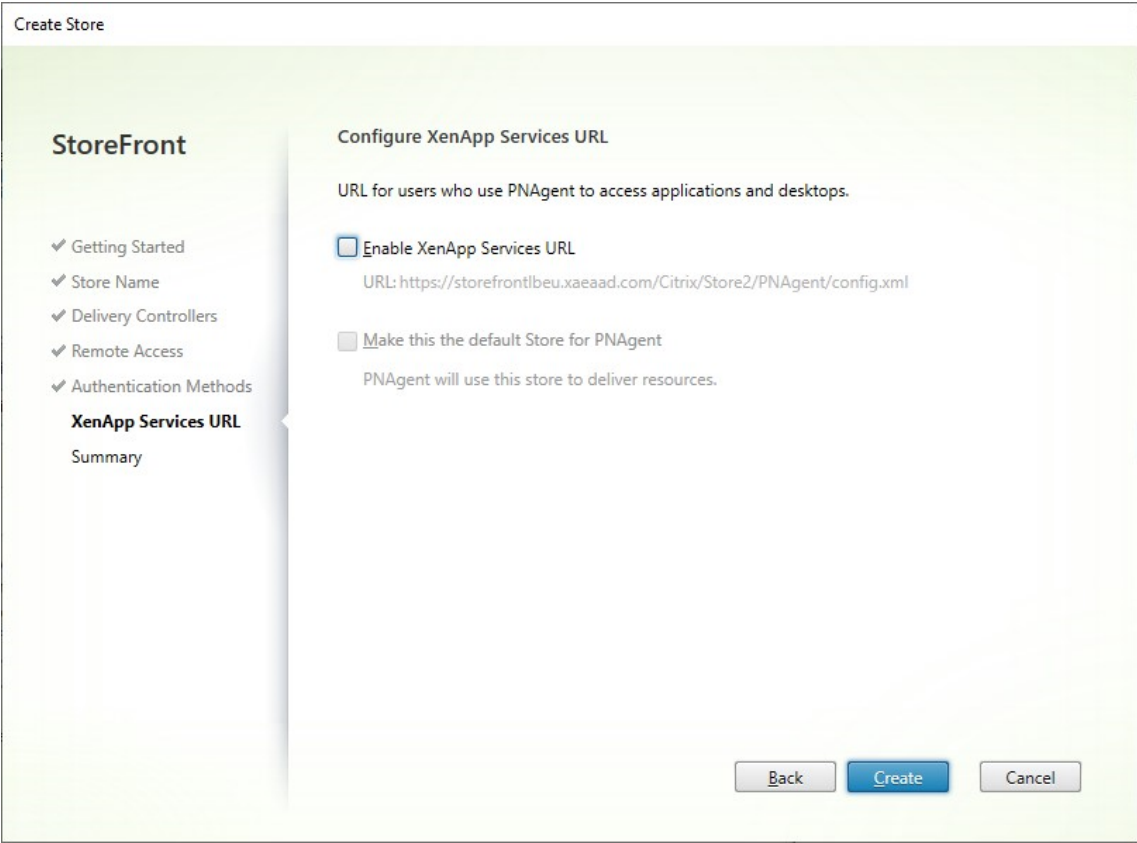 Create Store
StoreFront
Getting Started
Store Name
Delivery Controllers
Remote Access
Authentication Methods
XenApp Services URL
Summary
Configure XenApp Services URL
URL for users who use PNAgent to access applications and desktops.
Enable XenApp Services URL
URL: https://storefrontlbeu.xaeaad.com/Citrix/Store2/PNAgent/config.xml
Make this the default Store for PNAgent
PNAgent will use this store to deliver resources.
Back
Create
Cancel